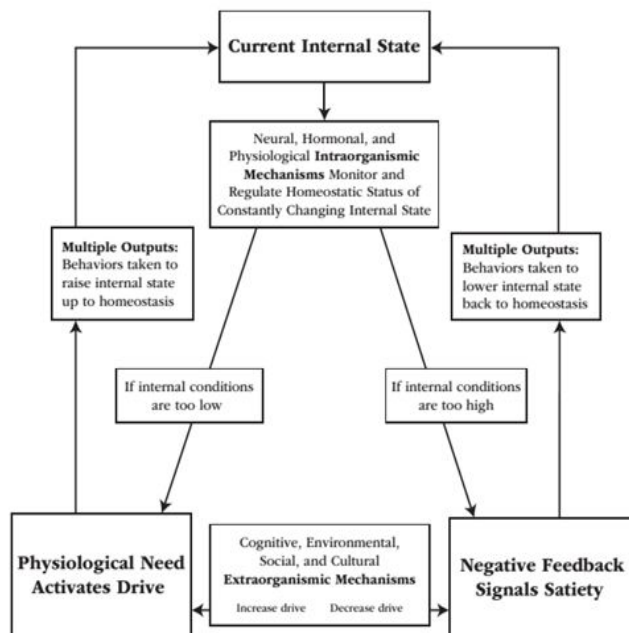 Current Internal State
Neural, Hormonal, and
Physiological Intraorganismic
Mechanisms Monitor and
Regulate Homeostatic Status of
Constantly Changing Internal State
Multiple Outputs:
Behaviors taken to
raise internal state
up to homeostasis
Multiple Outputs:
Behaviors taken to
lower internal state
back to homeostasis
If internal conditions
are too low
If internal conditions
are too high
Physiological Need
Activates Drive
Cognitive, Environmental,
Social, and Cultural
Extraorganismic Mechanisms
Increase drive Decrease drive
Negative Feedback
Signals Satiety